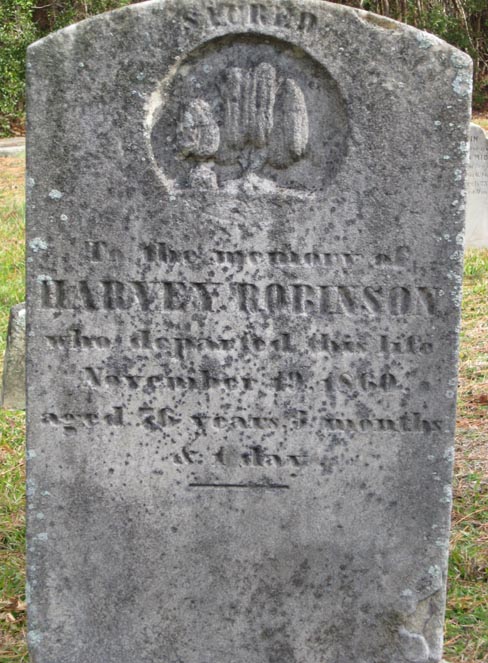 SACRED
To the memory of
HARVEY ROBINSON
who departed this life
November 19, 1860,
aged 76 years 3 months
& 1 day